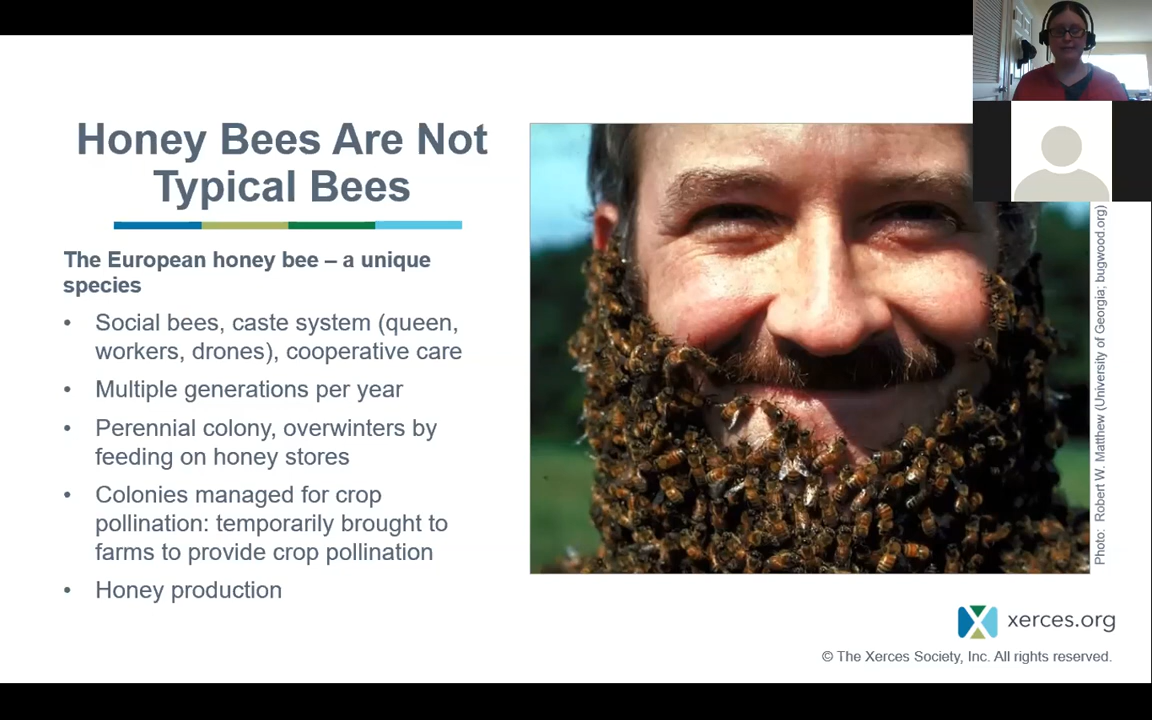 Honey Bees Are Not
Typical Bees
The European honey bee – a unique
species
• Social bees, caste system (queen,
workers, drones), cooperative care
• Multiple generations per year
• Perennial colony, overwinters by
feeding on honey stores
• Colonies managed for crop
pollination: temporarily brought to
farms to provide crop pollination
• Honey production
Photo: Robert W. Matthew (University of Georgia; bugwood.org)
xerces.org
© The Xerces Society, Inc. All rights reserved.